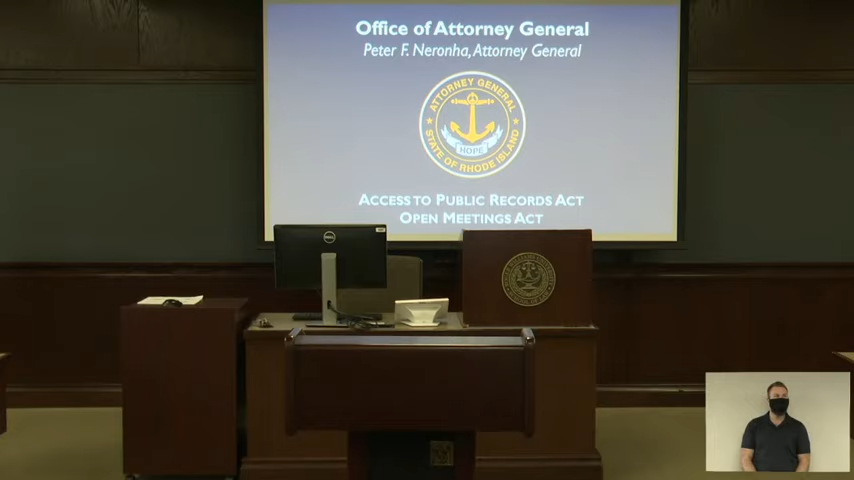 Office of Attorney General
Peter F. Neronha, Attorney General
ATTORNEY GENERAL
HOPE
STATE OF RHODE ISLAND
ACCESS TO PUBLIC RECORDS ACT
OPEN MEETINGS ACT
DELL